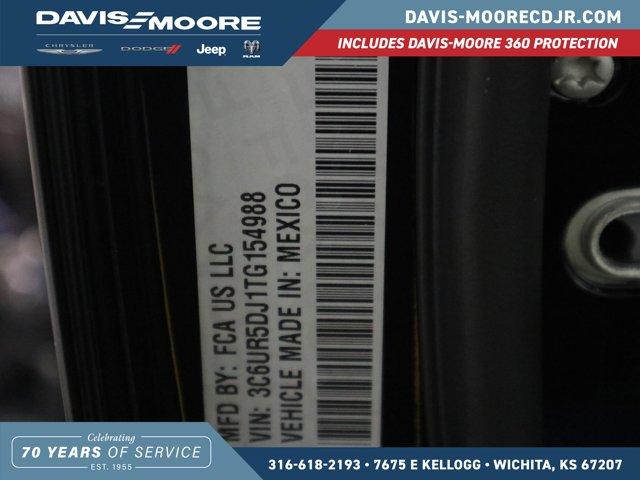 DAVIS-MOORE
CHRYSLER DODGE Jeep RAM
DAVIS-MOORECDJR.COM
INCLUDES DAVIS-MOORE 360 PROTECTION
MFD BY: FCA US LLC
VIN: 3C6UR5DJ1TG154988
VEHICLE MADE IN: MEXICO
Celebrating
70 YEARS OF SERVICE
EST. 1955
316-618-2193 • 7675 E KELLOGG • WICHITA, KS 67207